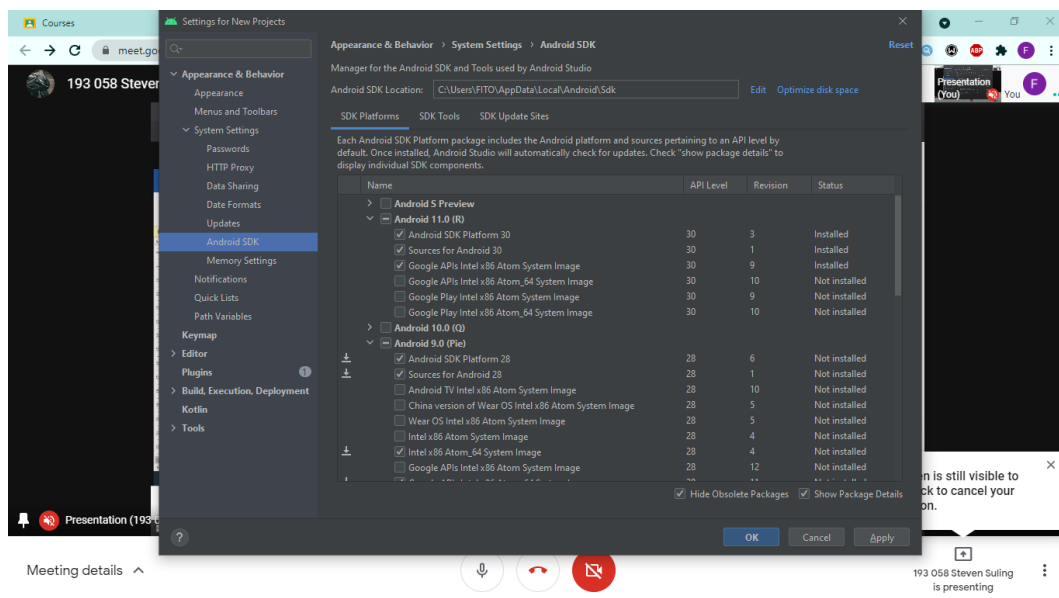 Courses
meet.go
193 058 Steven
Presentation
(You)
You
F
F
ABP
Settings for New Projects
Appearance & Behavior
Appearance
Menus and Toolbars
System Settings
Passwords
HTTP Proxy
Data Sharing
Date Formats
Updates
Android SDK
Memory Settings
Notifications
Quick Lists
Path Variables
Keymap
Editor
Plugins 1
Build, Execution, Deployment
Kotlin
Tools
Appearance & Behavior › System Settings › Android SDK Reset
Manager for the Android SDK and Tools used by Android Studio
Android SDK Location: C:\Users\FITO\AppData\Local\Android\Sdk Edit Optimize disk space
SDK Platforms SDK Tools SDK Update Sites
Each Android SDK Platform package includes the Android platform and sources pertaining to an API level by
default. Once installed, Android Studio will automatically check for updates. Check "show package details" to
display individual SDK components.
Name API Level Revision Status
Android S Preview
Android 11.0 (R)
Android SDK Platform 30 30 3 Installed
Sources for Android 30 30 1 Installed
Google APIs Intel x86 Atom System Image 30 9 Installed
Google APIs Intel x86 Atom_64 System Image 30 10 Not installed
Google Play Intel x86 Atom System Image 30 9 Not installed
Google Play Intel x86 Atom_64 System Image 30 10 Not installed
Android 10.0 (Q)
Android 9.0 (Pie)
Android SDK Platform 28 28 6 Not installed
Sources for Android 28 28 1 Not installed
Android TV Intel x86 Atom System Image 28 10 Not installed
China version of Wear OS Intel x86 Atom System Image 28 5 Not installed
Wear OS Intel x86 Atom System Image 28 5 Not installed
Intel x86 Atom System Image 28 4 Not installed
Intel x86 Atom_64 System Image 28 4 Not installed
Google APIs Intel x86 Atom System Image 28 12 Not installed
Hide Obsolete Packages Show Package Details
? OK Cancel Apply
n is still visible to
ck to cancel your
on.
Presentation (193
Meeting details
193 058 Steven Suling
is presenting